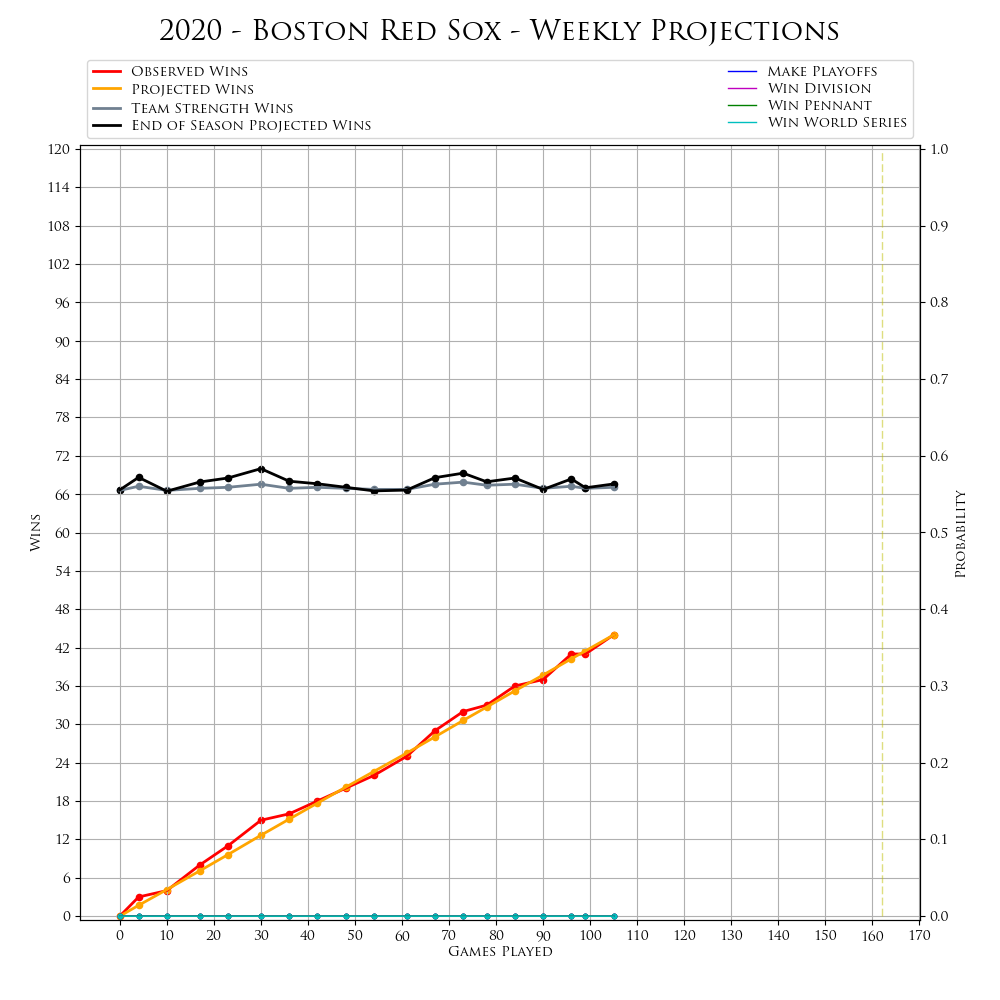 2020 - Boston Red Sox - Weekly Projections
Observed Wins
Projected Wins
Team Strength Wins
End of Season Projected Wins
Make Playoffs
Win Division
Win Pennant
Win World Series
120
114
108
102
96
90
84
78
72
66
60
54
48
42
36
30
24
18
12
6
0
Wins
1.0
0.9
0.8
0.7
0.6
0.5
0.4
0.3
0.2
0.1
0.0
Probability
0 10 20 30 40 50 60 70 80 90 100 110 120 130 140 150 160 170
Games Played